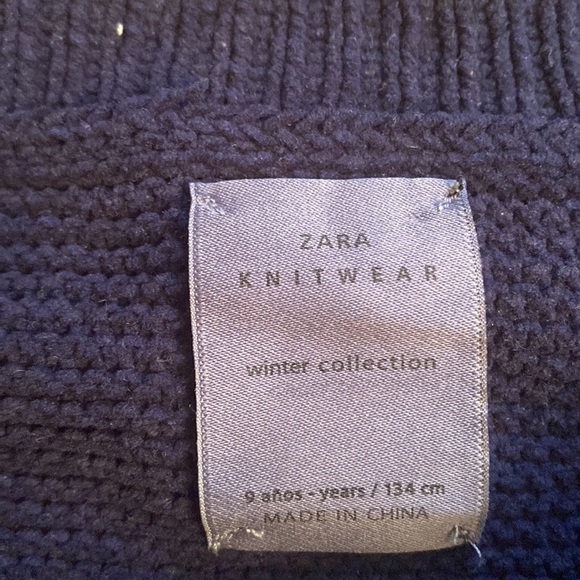 ZARA
KNITWEAR
winter collection
9 años - years / 134 cm
MADE IN CHINA